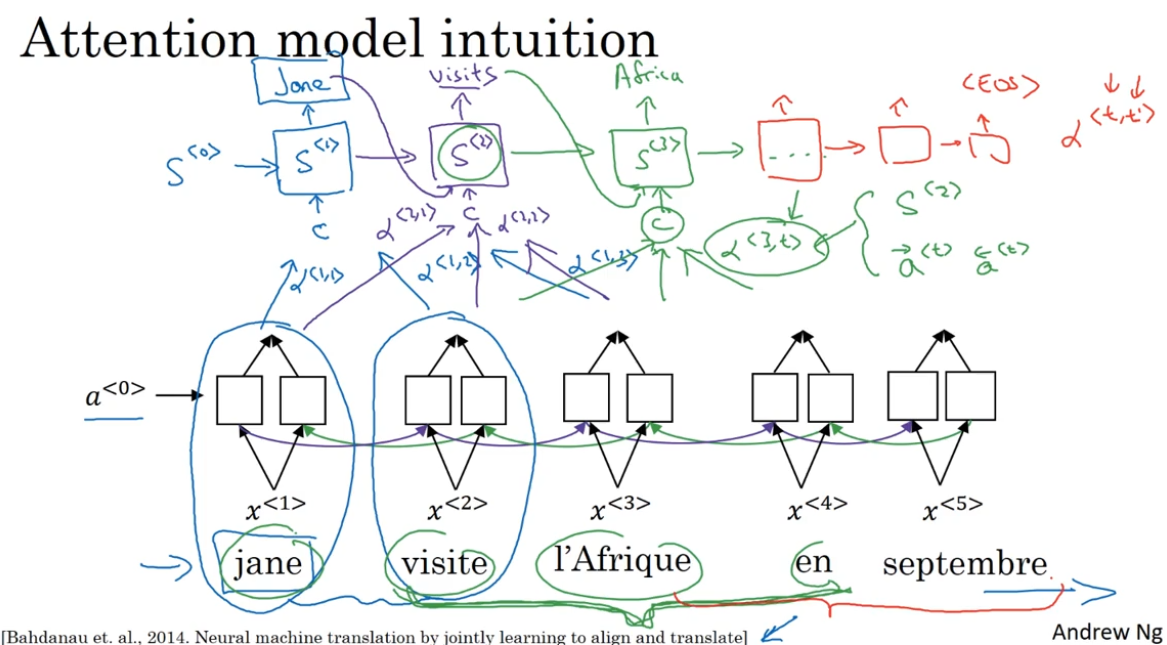 Attention model intuition
Jane visits Africa <EOS>
S<0> S<1> S<2> S<3> ... α<t,t'>
α<2,1> C α<2,2> C S<2>
C α<1,1> α<1,2> α<1,3> α<3,t> a<t> a<t>
a<0>
x<1> x<2> x<3> x<4> x<5>
jane visite l'Afrique en septembre.
[Bahdanau et. al., 2014. Neural machine translation by jointly learning to align and translate]
Andrew Ng